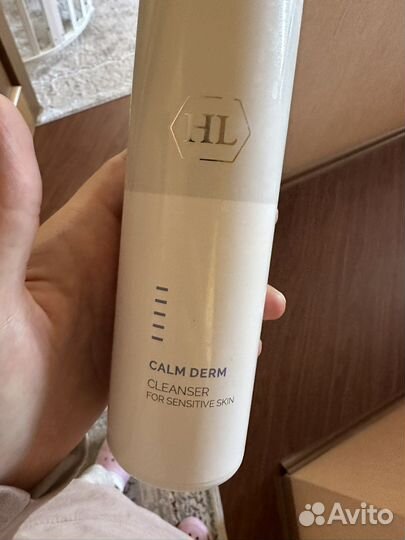 HL
CALM DERM
CLEANSER
FOR SENSITIVE SKIN
Avito